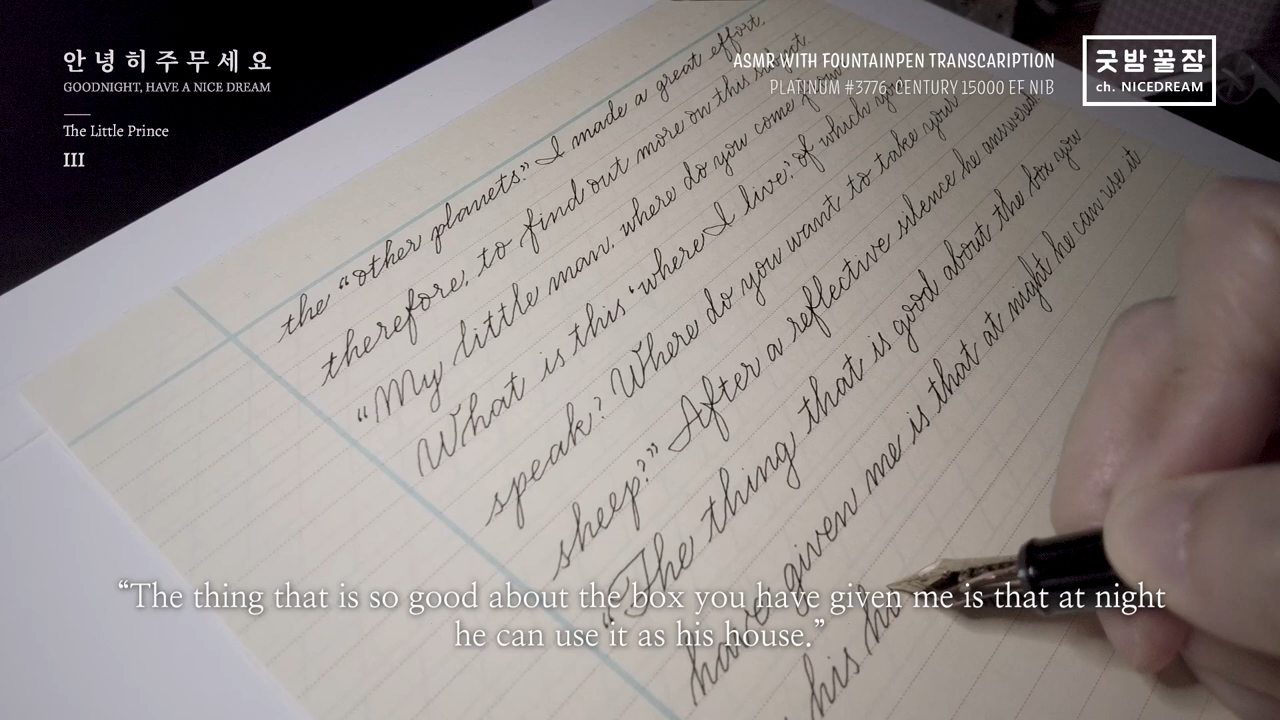 안녕히주무세요
GOODNIGHT, HAVE A NICE DREAM
The Little Prince
III
ASMR WITH FOUNTAINPEN TRANSCARIPTION
PLATINUM #3776, CENTURY 15000 EF NIB
굿밤꿀잠
ch. NICEDREAM
the “other planets.” I made a great effort,
therefore, to find out more on this
“My little man, where do you come from
What is this ‘where I live,’ of which you
speak? Where do you want to take your
sheep?” After a reflective silence he answered
“The thing that is good about the box you
have given me is that at night he can use it
his
“The thing that is so good about the box you have given me is that at night
he can use it as his house.”